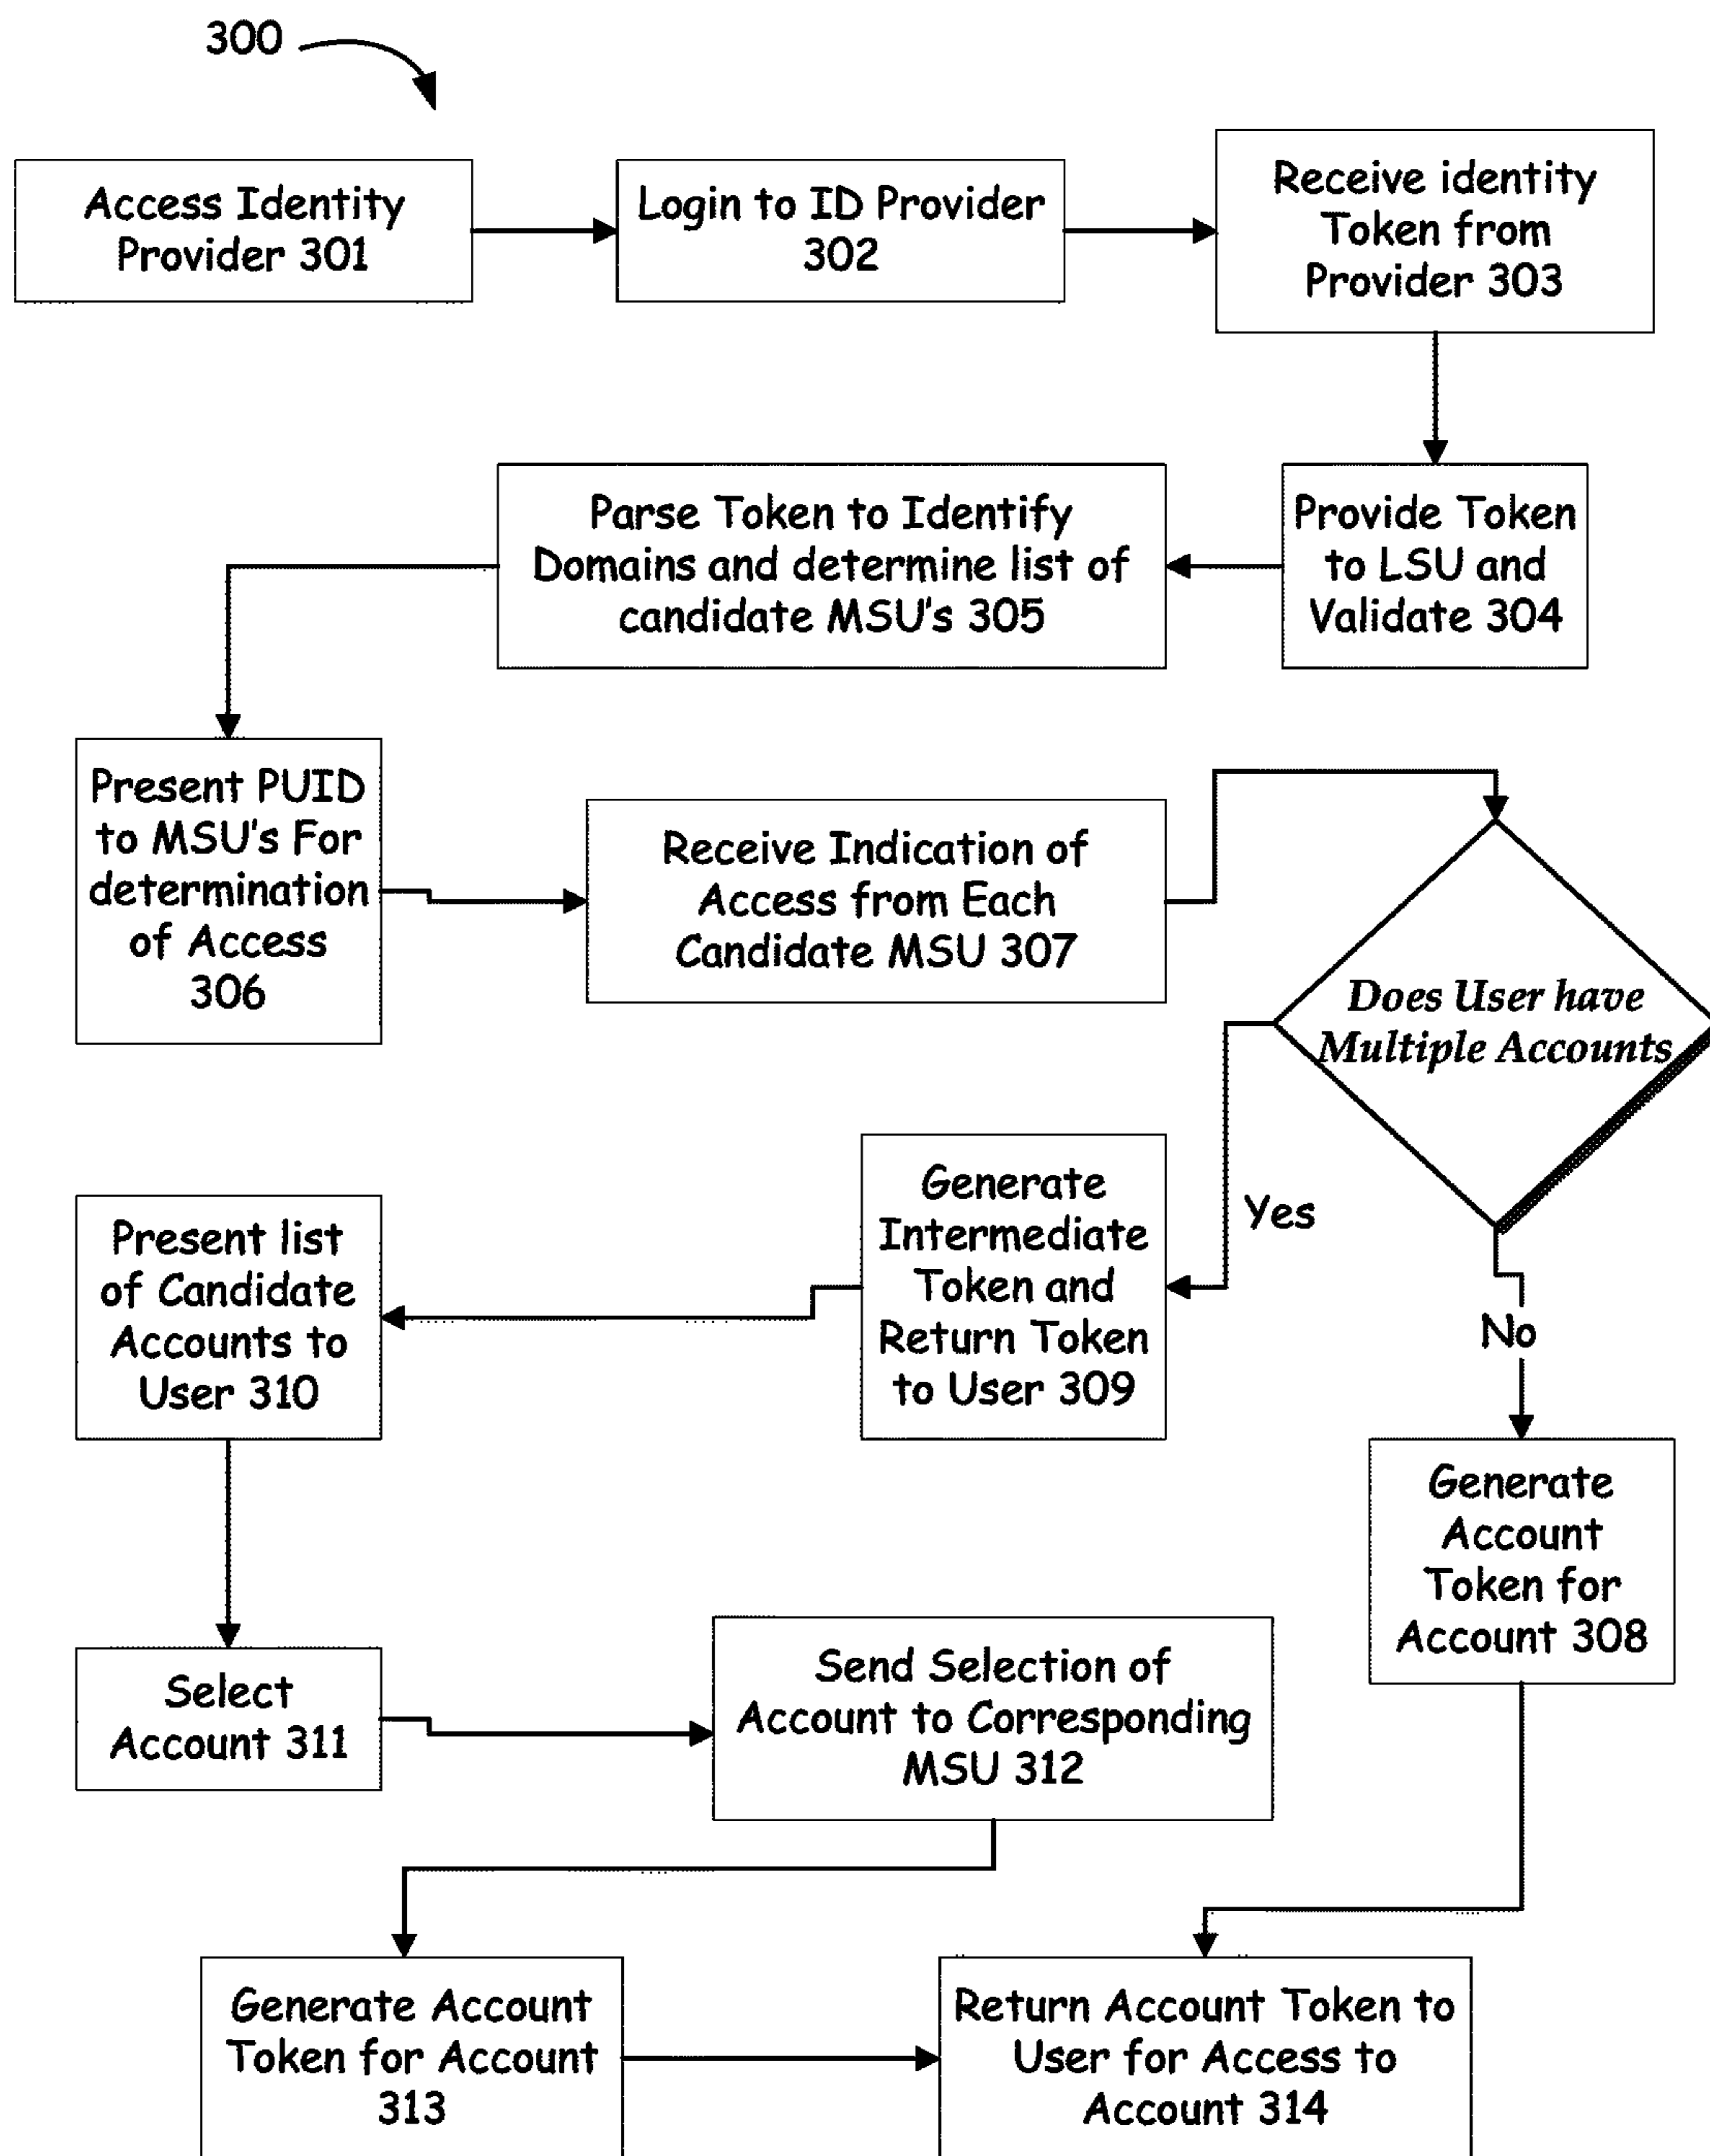 300
Access Identity
Provider 301
Login to ID Provider
302
Receive identity
Token from
Provider 303
Provide Token
to LSU and
Validate 304
Parse Token to Identify
Domains and determine list of
candidate MSU's 305
Present PUID
to MSU's For
determination
of Access
306
Receive Indication of
Access from Each
Candidate MSU 307
Does User have
Multiple Accounts
Yes
No
Generate
Account
Token for
Account 308
Generate
Intermediate
Token and
Return Token
to User 309
Present list
of Candidate
Accounts to
User 310
Select
Account 311
Send Selection of
Account to Corresponding
MSU 312
Generate Account
Token for Account
313
Return Account Token to
User for Access to
Account 314